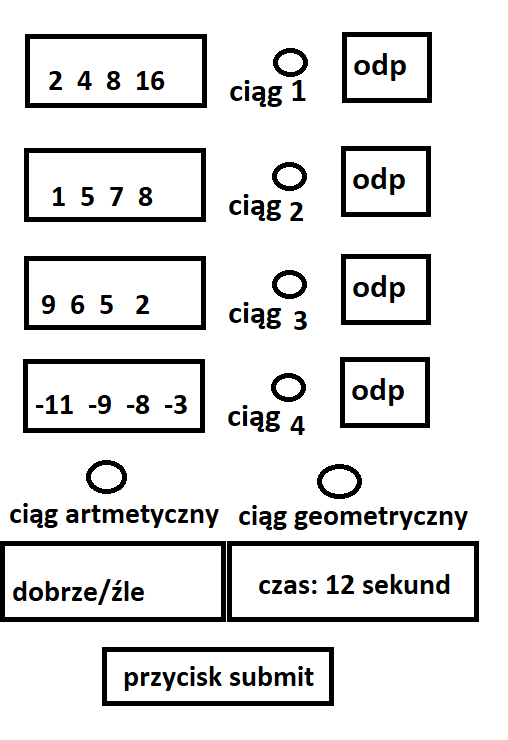 2 4 8 16
ciąg 1
odp
1 5 7 8
ciąg 2
odp
9 6 5 2
ciąg 3
odp
-11 -9 -8 -3
ciąg 4
odp
ciąg artmetyczny
ciąg geometryczny
dobrze/źle
czas: 12 sekund
przycisk submit